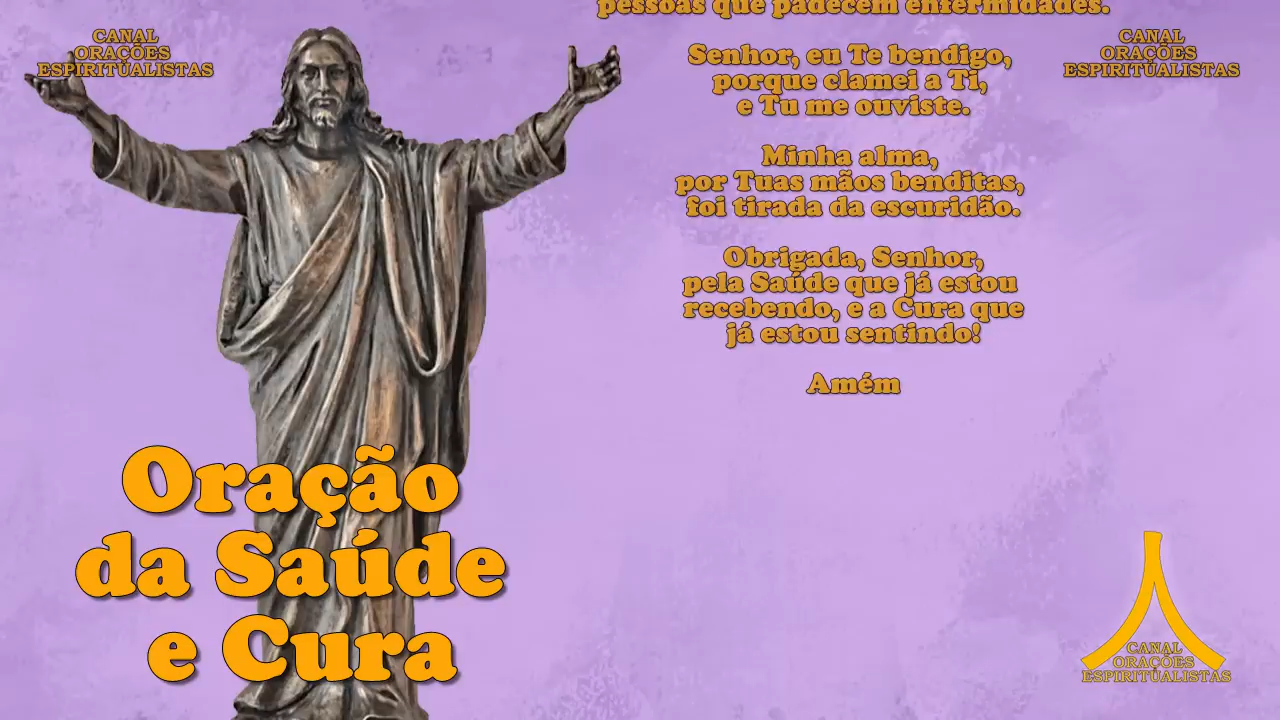 CANAL
ORAÇÕES
ESPIRITUALISTAS
pessoas que padecem enfermidades.
CANAL
ORAÇÕES
ESPIRITUALISTAS
Senhor, eu Te bendigo,
porque clamei a Ti,
e Tu me ouviste.
Minha alma,
por Tuas mãos benditas,
foi tirada da escuridão.
Obrigada, Senhor,
pela Saúde que já estou
recebendo, e a Cura que
já estou sentindo!
Amém
Oração
da Saúde
e Cura
CANAL
ORAÇÕES
ESPIRITUALISTAS